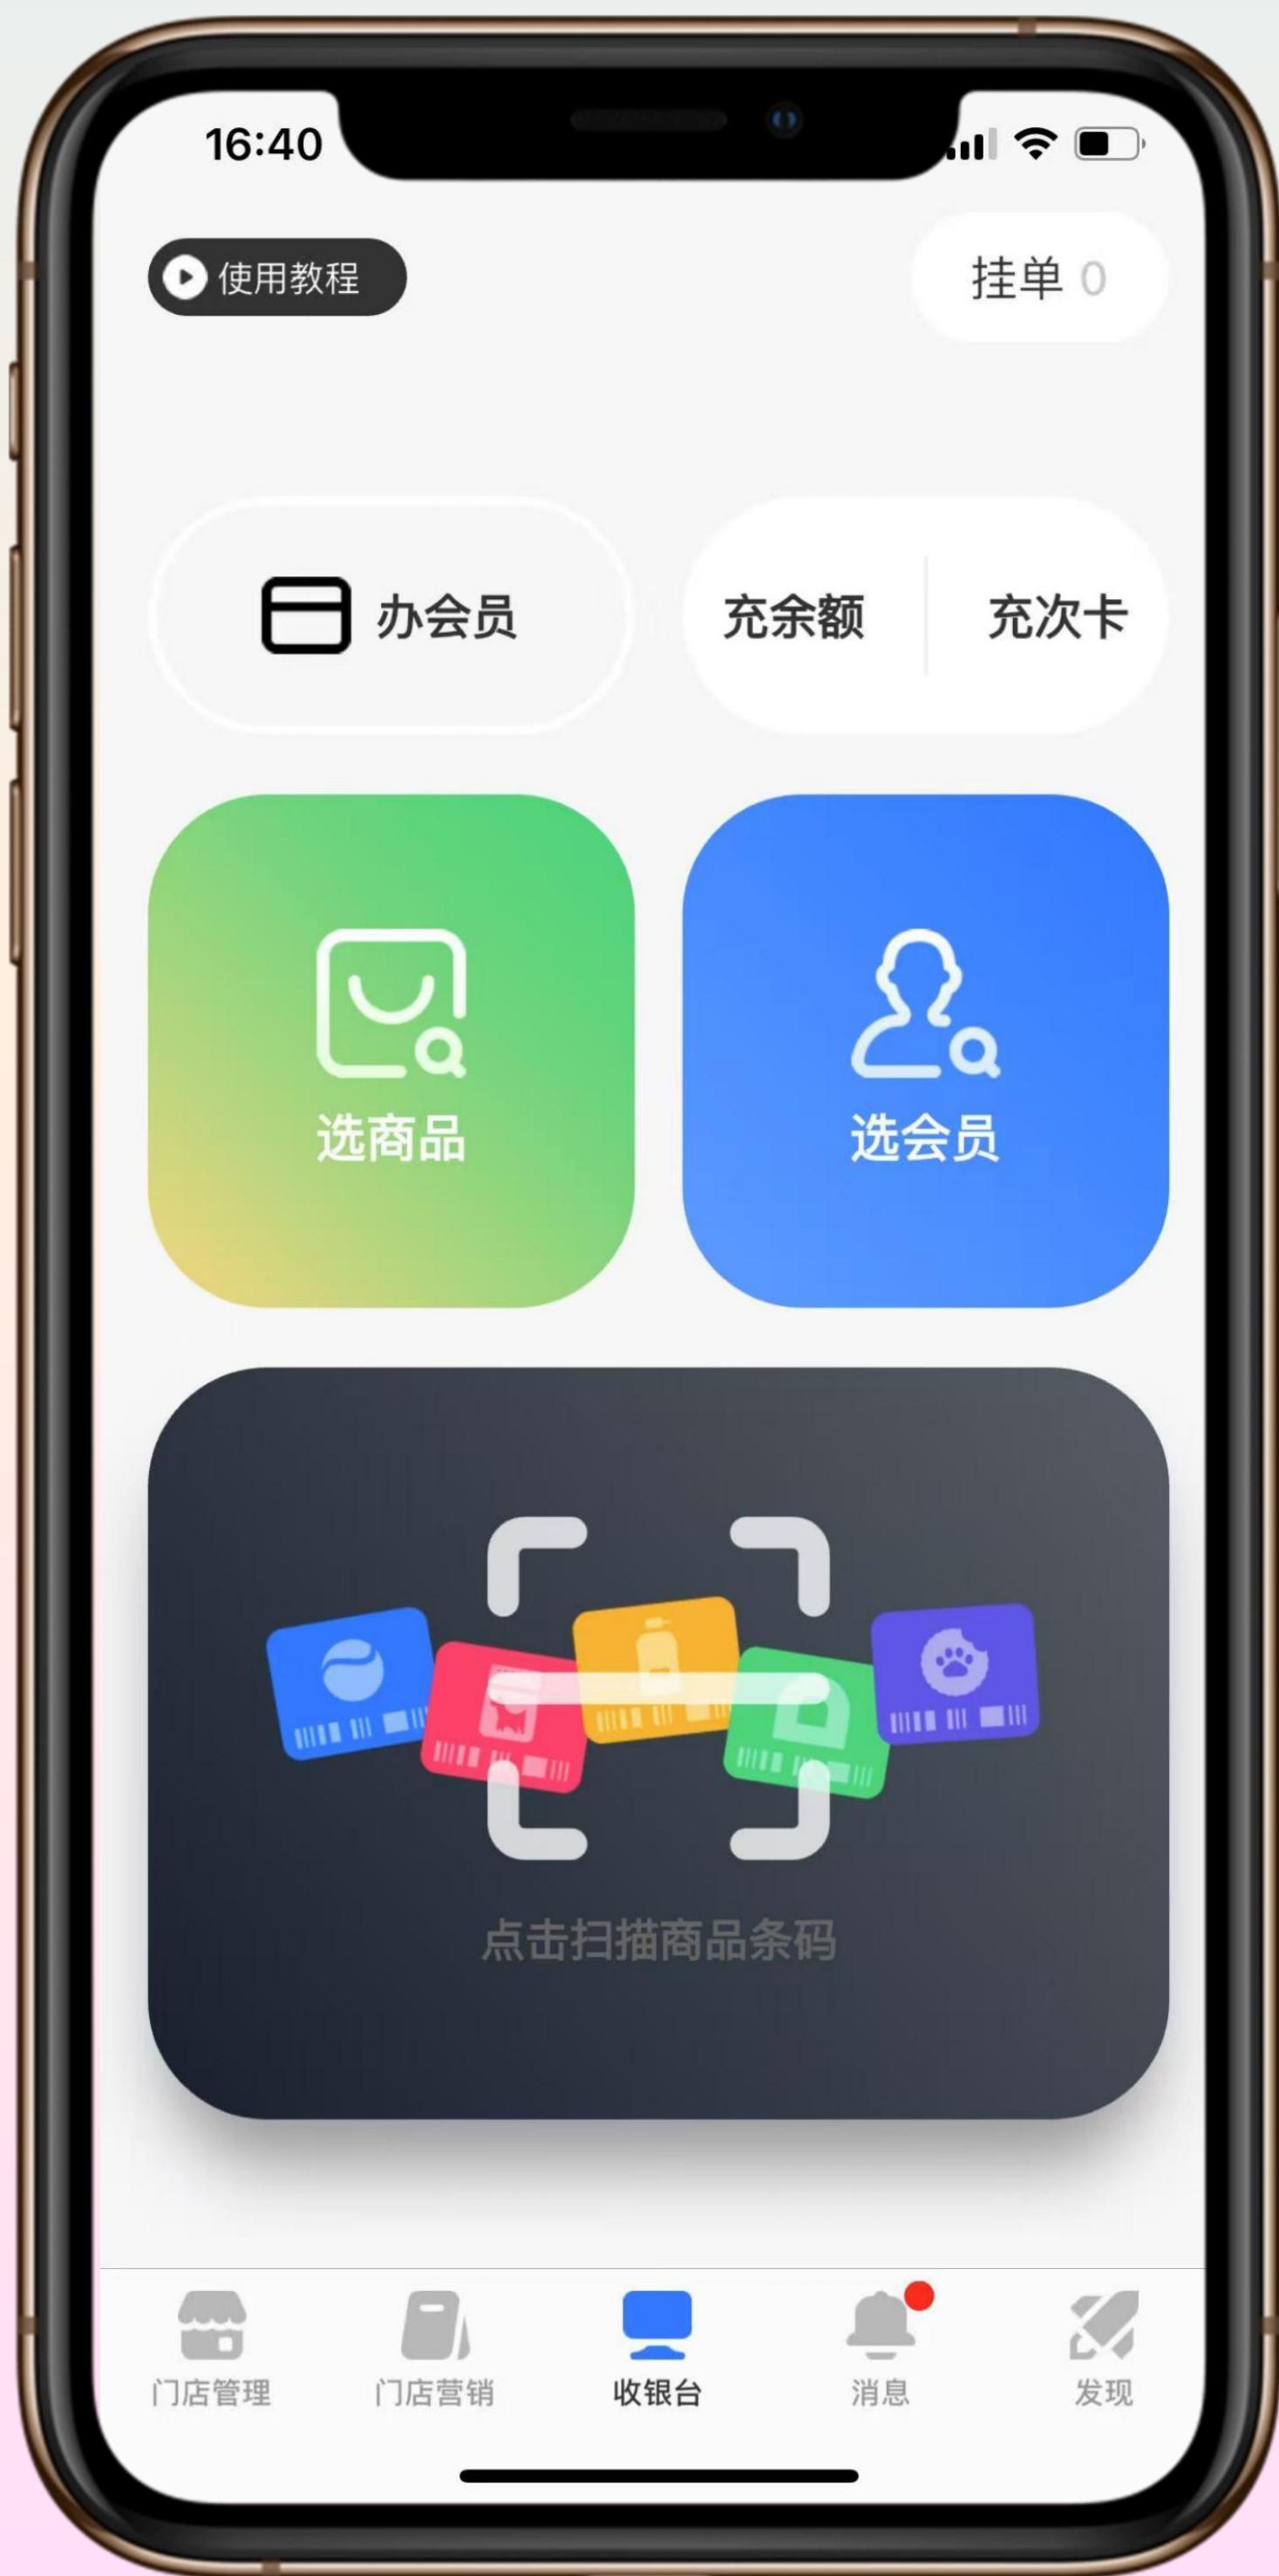 16:40
使用教程
挂单 0
办会员
充余额
充次卡
选商品
选会员
点击扫描商品条码
门店管理
门店营销
收银台
消息
发现